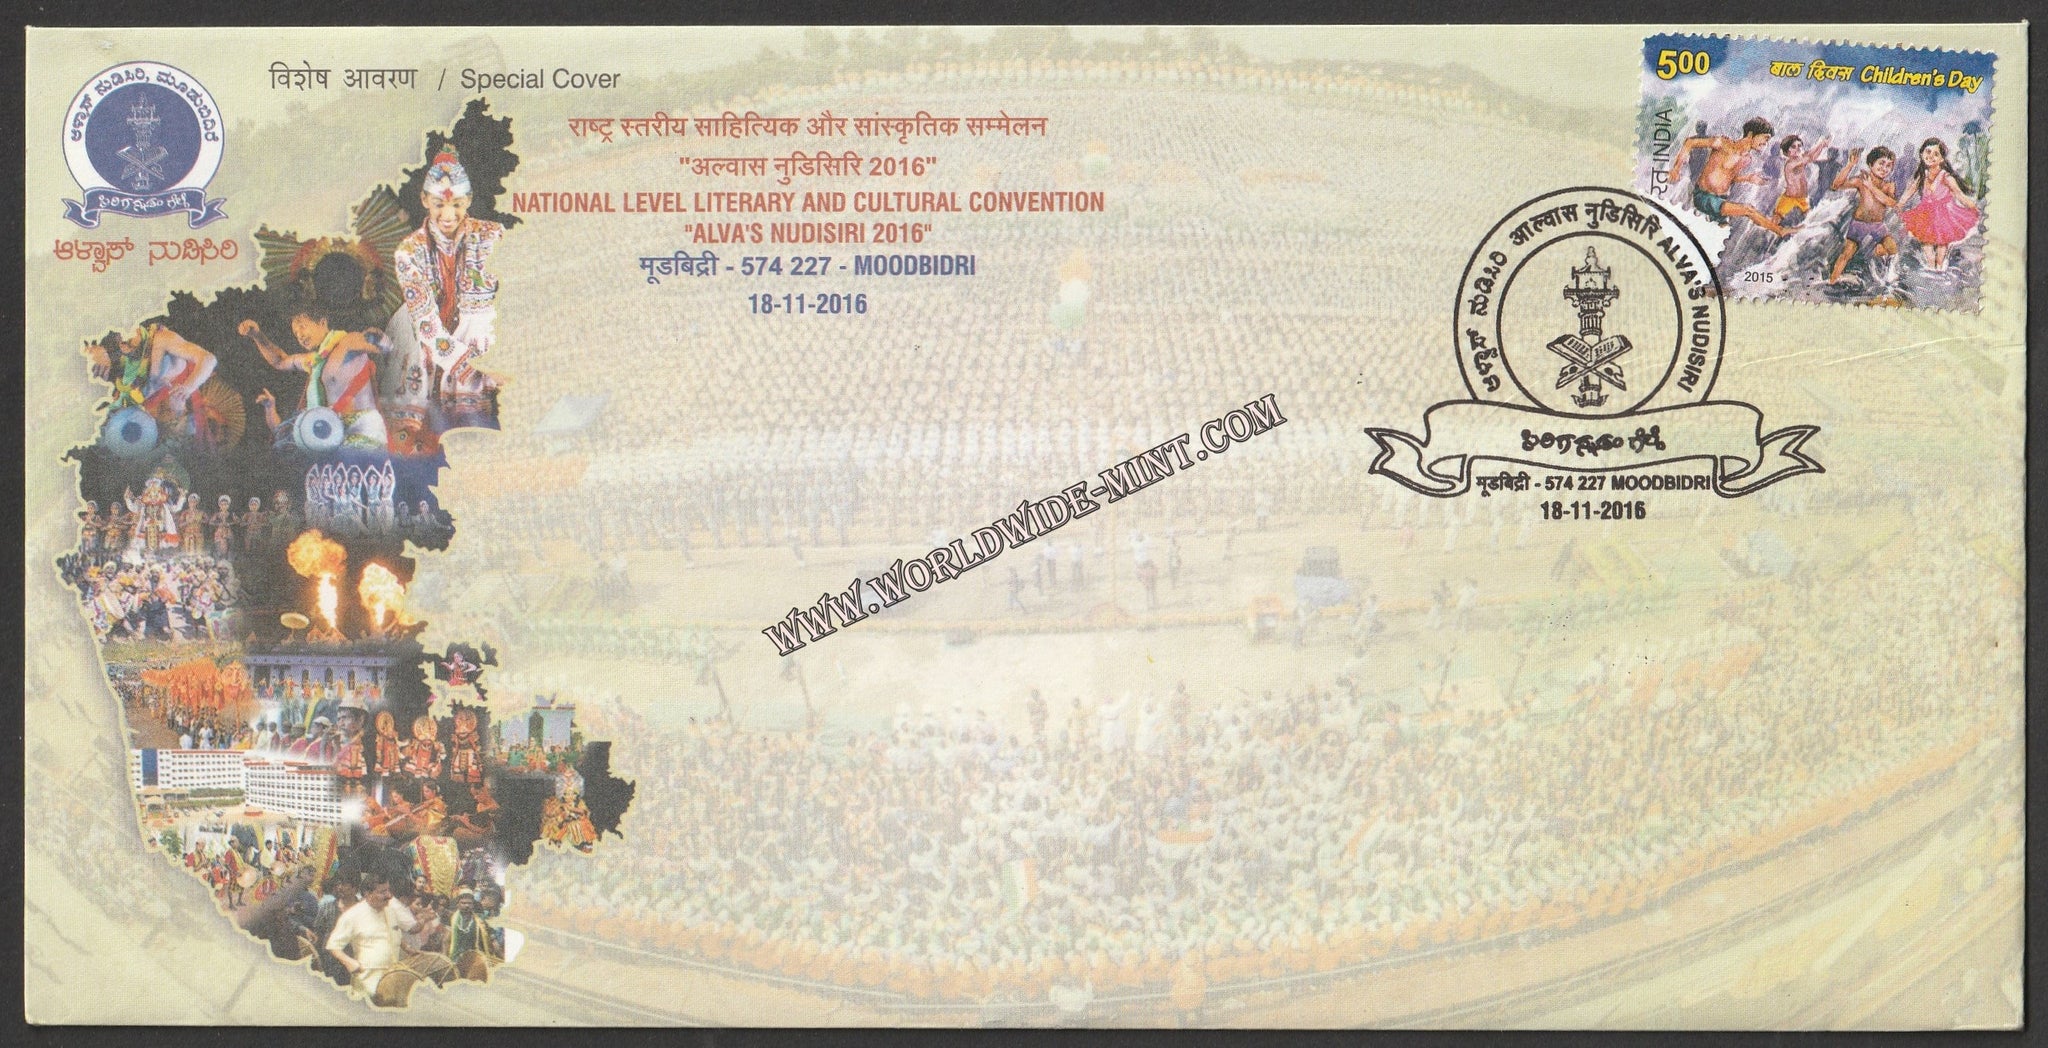 ಆಳ್ವಾಸ್ ನುಡಿಸಿರಿ, ಮೂಡುಬಿದಿರೆ
ಆಳ್ವಾಸ್ ನುಡಿಸಿರಿ
विशेष आवरण / Special Cover
राष्ट्र स्तरीय साहित्यिक और सांस्कृतिक सम्मेलन
"अल्वास नुडिसिरि 2016"
NATIONAL LEVEL LITERARY AND CULTURAL CONVENTION
"ALVA'S NUDISIRI 2016"
मूडबिद्री - 574 227 - MOODBIDRI
18-11-2016
500
बाल दिवस Children's Day
INDIA
2015
ಆಳ್ವಾಸ್ ನುಡಿಸಿರಿ आल्वास नुडिसिरि ALVA'S NUDISIRI
मूडबिद्री - 574 227 MOODBIDRI
18-11-2016
WWW.WORLDWIDE-MINT.COM